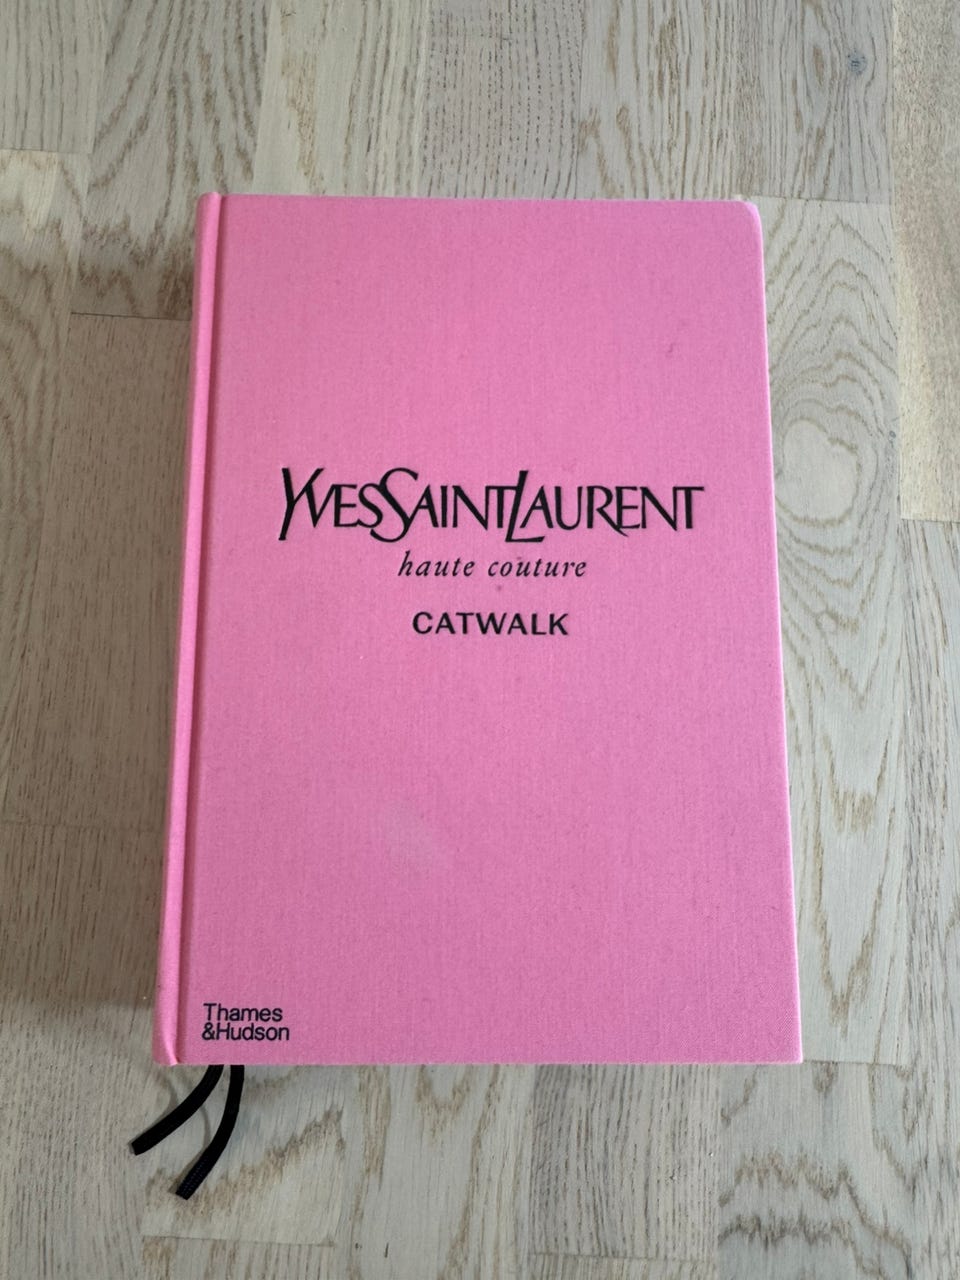 YVESSAINTLAURENT
haute couture
CATWALK
Thames
&Hudson